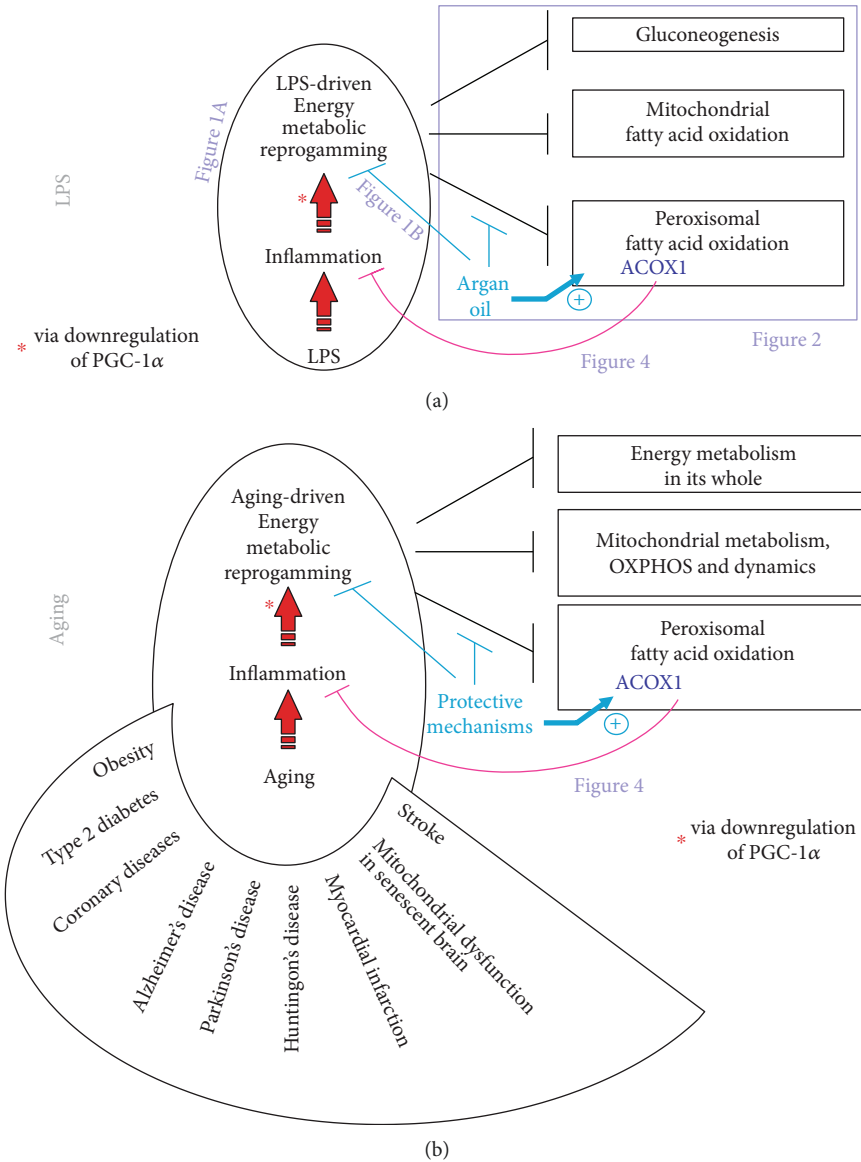 LPS
Figure 1A
LPS-driven
Energy
metabolic
reprogamming
*
Inflammation
LPS
Figure 1B
Argan
oil
+
Gluconeogenesis
Mitochondrial
fatty acid oxidation
Peroxisomal
fatty acid oxidation
ACOX1
Figure 2
Figure 4
* via downregulation
of PGC-1α
(a)
Aging
Aging-driven
Energy
metabolic
reprogamming
*
Inflammation
Aging
Protective
mechanisms
+
Energy metabolism
in its whole
Mitochondrial metabolism,
OXPHOS and dynamics
Peroxisomal
fatty acid oxidation
ACOX1
Figure 4
* via downregulation
of PGC-1α
Obesity
Type 2 diabetes
Coronary diseases
Alzheimer's disease
Parkinson's disease
Huntingon's disease
Myocardial infarction
Mitochondrial dysfunction
in senescent brain
Stroke
(b)